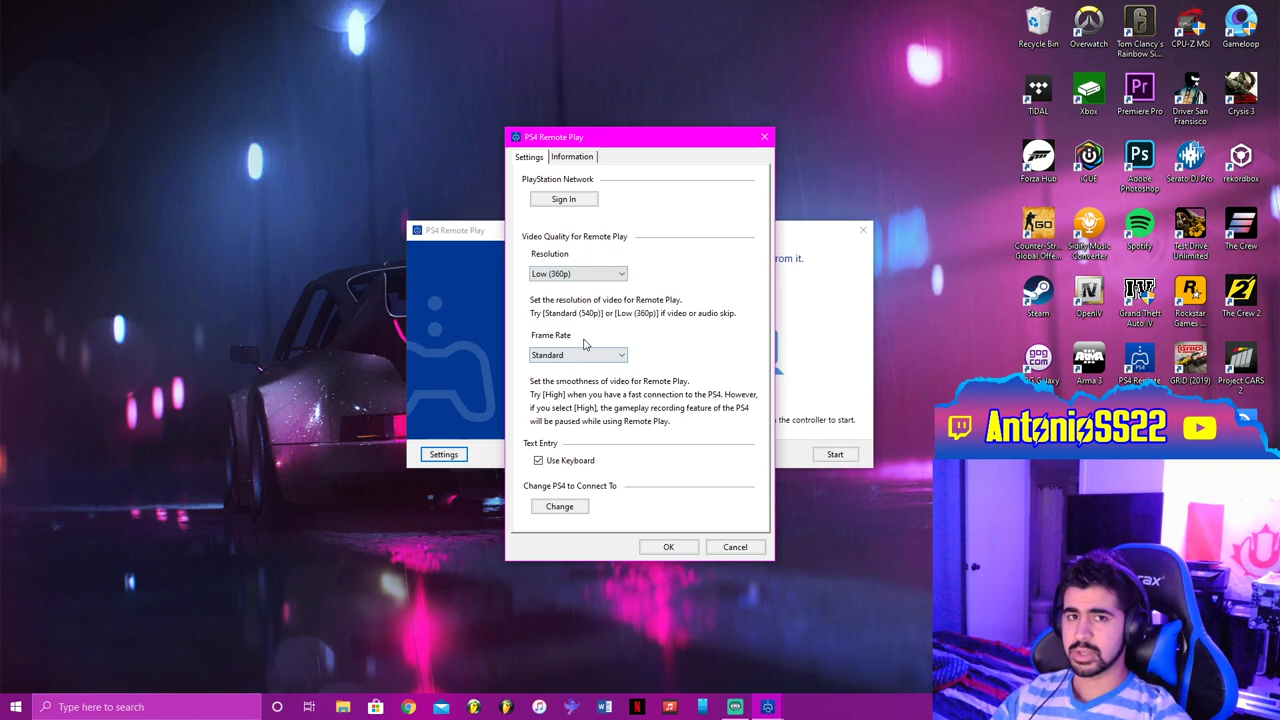 Recycle Bin
Overwatch
Tom Clancy's
Rainbow Si...
CPU-Z MSI
Gameloop
TIDAL
Xbox
Premiere Pro
Driver San
Fransisco
Crysis 3
Forza Hub
iCUE
Adobe
Photoshop
Serato DJ Pro
rekordbox
Counter-Str...
Global Offe...
Sidify Music
Converter
Spotify
Test Drive
Unlimited
The Crew
Steam
OpenIV
Grand Theft
Auto IV
Rockstar
Games ...
The Crew 2
GOG Galaxy
Arma 3
PS4 Remote
GRID (2019)
Project CARS
2
PS4 Remote Play
Settings
Information
PlayStation Network
Sign In
Video Quality for Remote Play
Resolution
Low (360p)
Set the resolution of video for Remote Play.
Try [Standard (540p)] or [Low (360p)] if video or audio skip.
Frame Rate
Standard
Set the smoothness of video for Remote Play.
Try [High] when you have a fast connection to the PS4. However,
if you select [High], the gameplay recording feature of the PS4
will be paused while using Remote Play.
Text Entry
Use Keyboard
Change PS4 to Connect To
Change
OK
Cancel
PS4 Remote Play
from it.
the controller to start.
Settings
Start
AntonioSS22
Type here to search